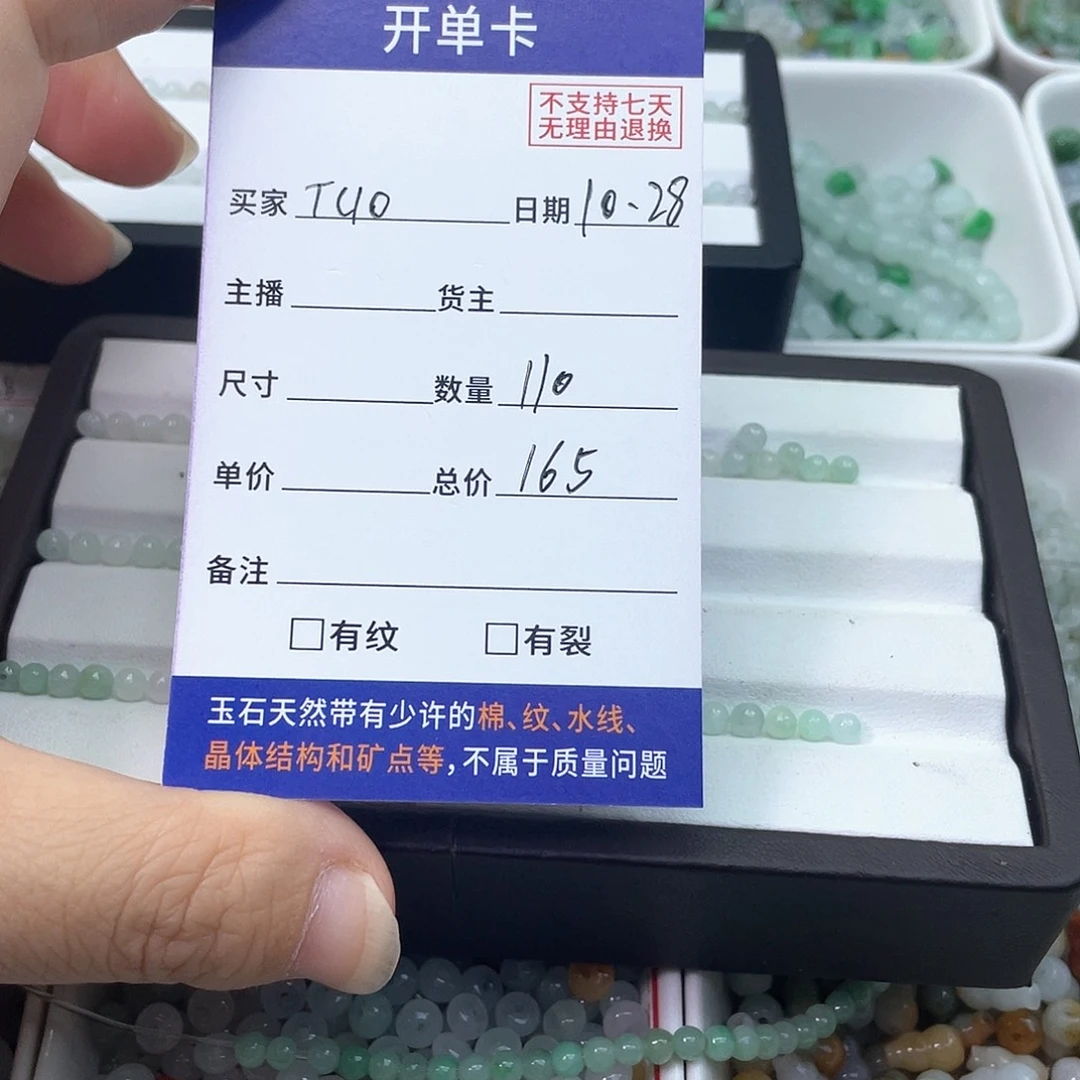 开单卡
不支持七天
无理由退换
买家 T40 日期 10、28
主播 货主
尺寸 数量 110
单价 总价 165
备注
□有纹 □有裂
玉石天然带有少许的棉、纹、水线、
晶体结构和矿点等,不属于质量问题